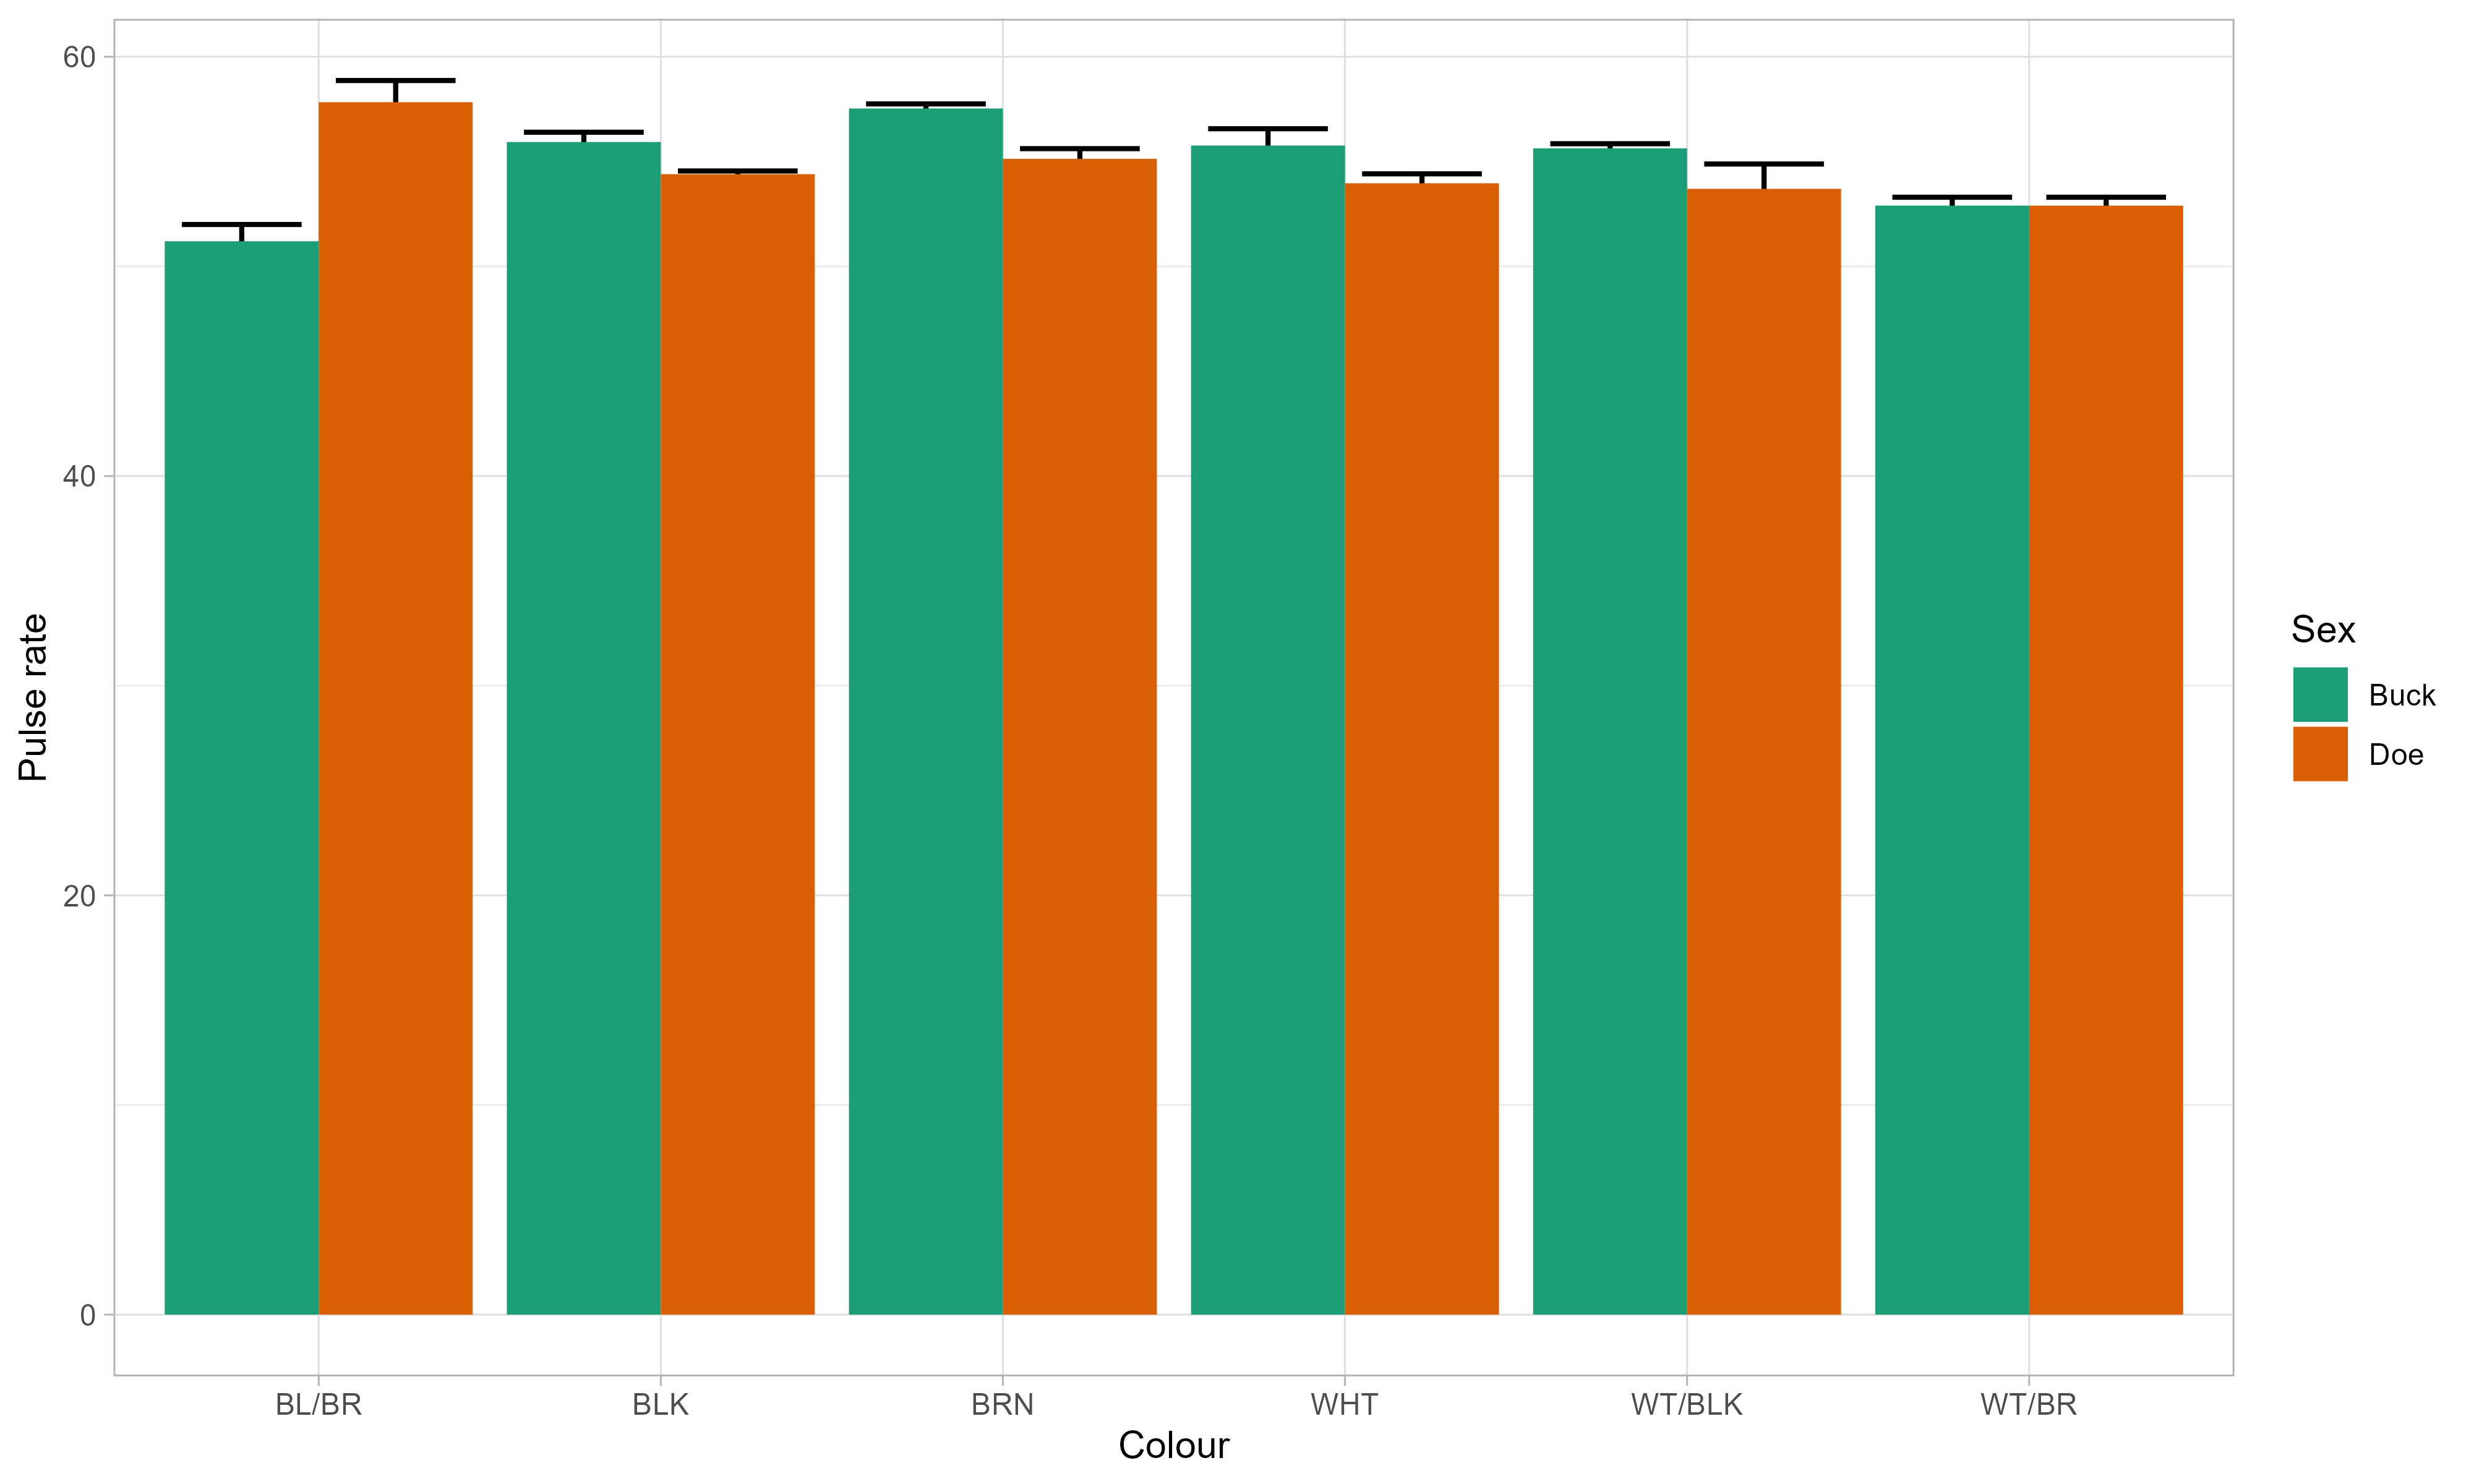 60
40
20
0
Pulse rate
BL/BR
BLK
BRN
WHT
WT/BLK
WT/BR
Colour
Sex
Buck
Doe